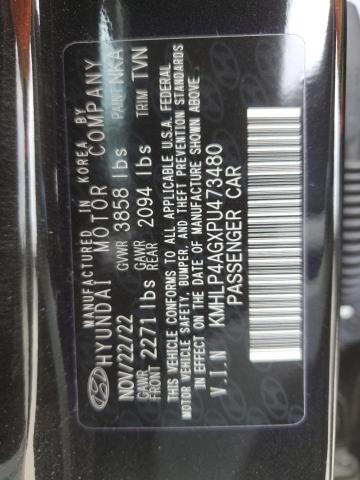 MANUFACTURED IN KOREA BY
HYUNDAI MOTOR COMPANY
NOV/22/22 GVWR 3858 lbs PAINT NKA
GAWR FRONT 2271 lbs GAWR REAR 2094 lbs TRIM TVN
THIS VEHICLE CONFORMS TO ALL APPLICABLE U.S.A. FEDERAL
MOTOR VEHICLE SAFETY, BUMPER, AND THEFT PREVENTION STANDARDS
IN EFFECT ON THE DATE OF MANUFACTURE SHOWN ABOVE.
V.I.N KMHLP4AGXPU473480
PASSENGER CAR